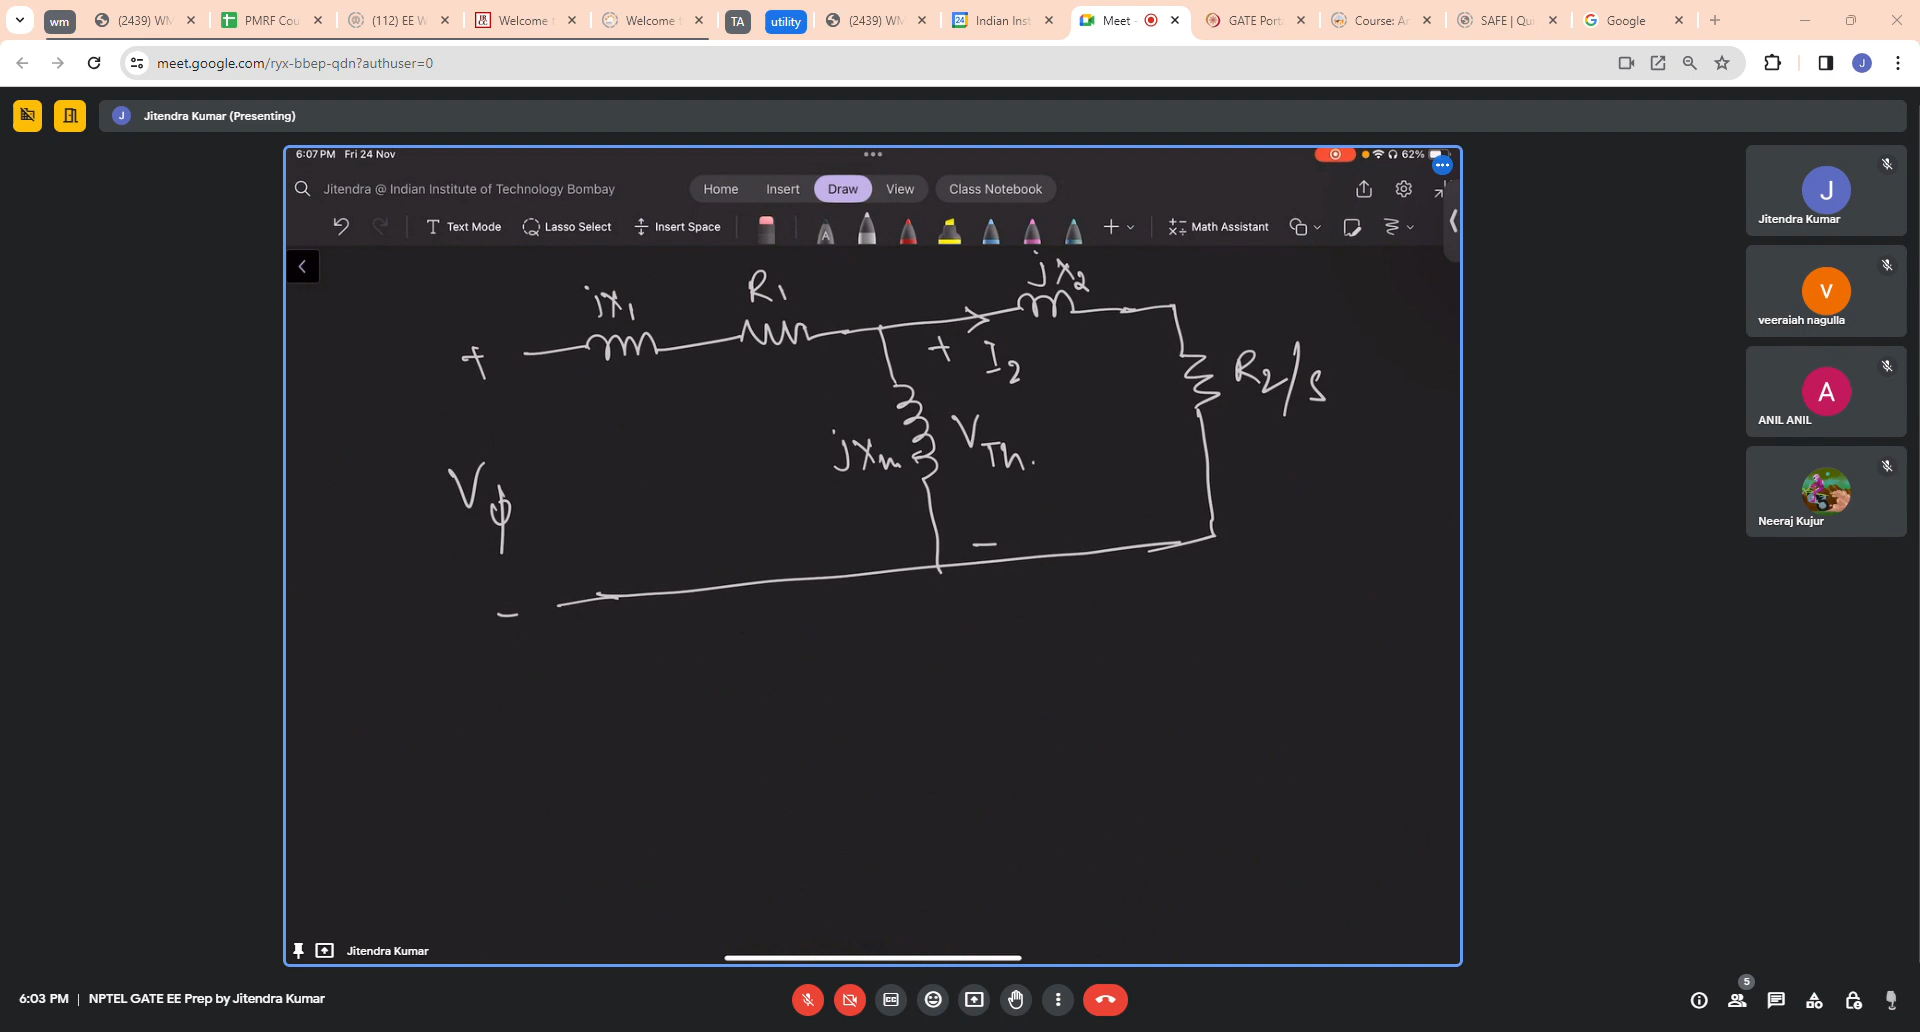 wm
(2439) WM
PMRF Cou
(112) EE W
Welcome t
Welcome t
TA
utility
(2439) WM
Indian Inst
Meet -
GATE Port
Course: Ar
SAFE | Qu
Google
meet.google.com/ryx-bbep-qdn?authuser=0
J
Jitendra Kumar (Presenting)
6:07 PM Fri 24 Nov
62%
Jitendra @ Indian Institute of Technology Bombay
Home Insert Draw View Class Notebook
Text Mode Lasso Select Insert Space Math Assistant
jX1
R1
jX2
+
+
I2
R2/s
jXm
VTh.
Vϕ
-
-
Jitendra Kumar
J
Jitendra Kumar
V
veeraiah nagulla
A
ANIL ANIL
Neeraj Kujur
6:03 PM | NPTEL GATE EE Prep by Jitendra Kumar
5